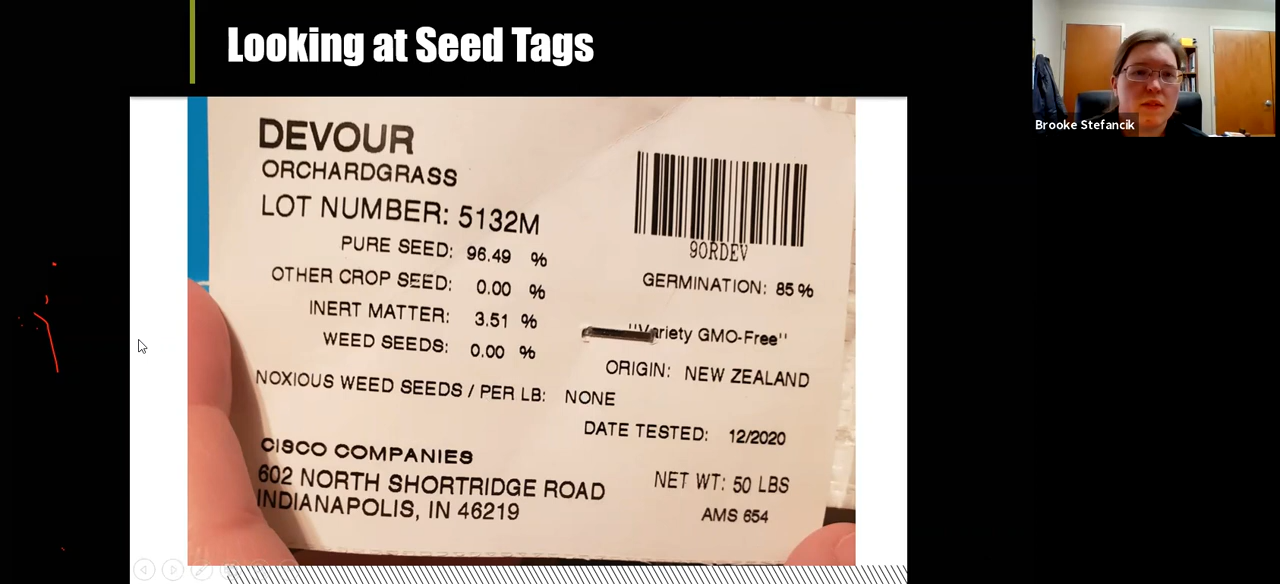 Looking at Seed Tags
Brooke Stefancik
DEVOUR
ORCHARDGRASS
LOT NUMBER: 5132M
PURE SEED: 96.49 %
OTHER CROP SEED: 0.00 %
INERT MATTER: 3.51 %
WEED SEEDS: 0.00 %
NOXIOUS WEED SEEDS / PER LB: NONE
CISCO COMPANIES
602 NORTH SHORTRIDGE ROAD
INDIANAPOLIS, IN 46219
9ORDEV
GERMINATION: 85 %
"Variety GMO-Free"
ORIGIN: NEW ZEALAND
DATE TESTED: 12/2020
NET WT: 50 LBS
AMS 654